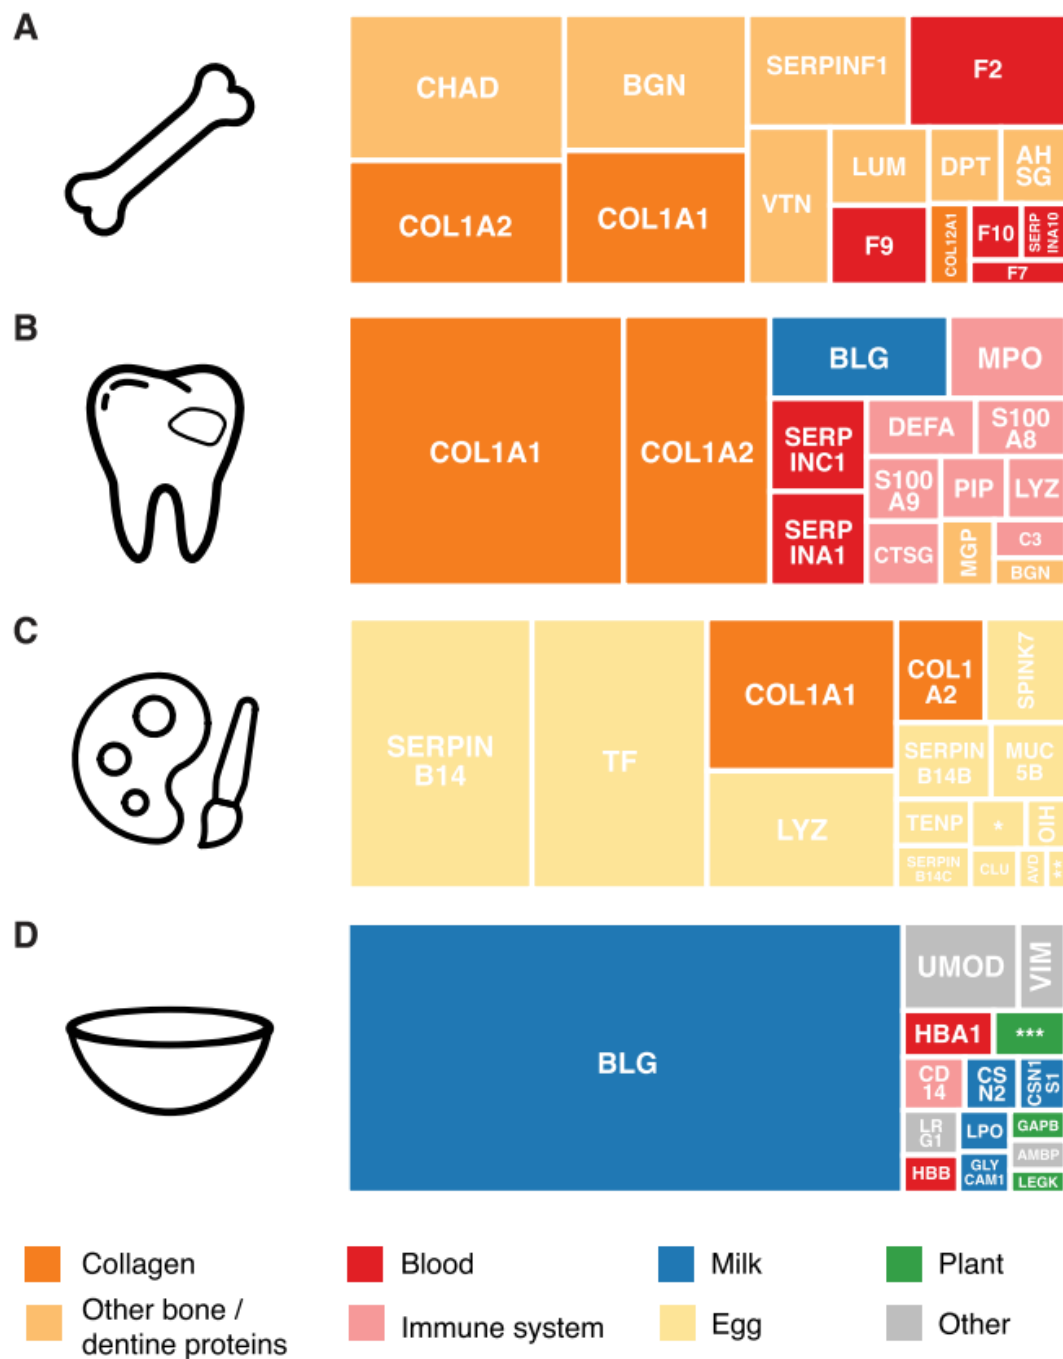 A
CHAD
BGN
SERPINF1
F2
COL1A2
COL1A1
VTN
LUM
DPT
AH
SG
F9
COL12A1
F10
SERP
INA10
F7
B
COL1A1
COL1A2
BLG
MPO
SERP
INC1
DEFA
S100
A8
S100
A9
PIP
LYZ
SERP
INA1
CTSG
MGP
C3
BGN
C
SERPIN
B14
TF
COL1A1
COL1
A2
SPINK7
LYZ
SERPIN
B14B
MUC
5B
TENP
*
OIH
SERPIN
B14C
CLU
AVD
**
D
BLG
UMOD
VIM
HBA1
***
CD
14
CS
N2
CSN1
S1
LR
G1
LPO
GAPB
AMBP
HBB
GLY
CAM1
LEGK
Collagen
Blood
Milk
Plant
Other bone /
dentine proteins
Immune system
Egg
Other